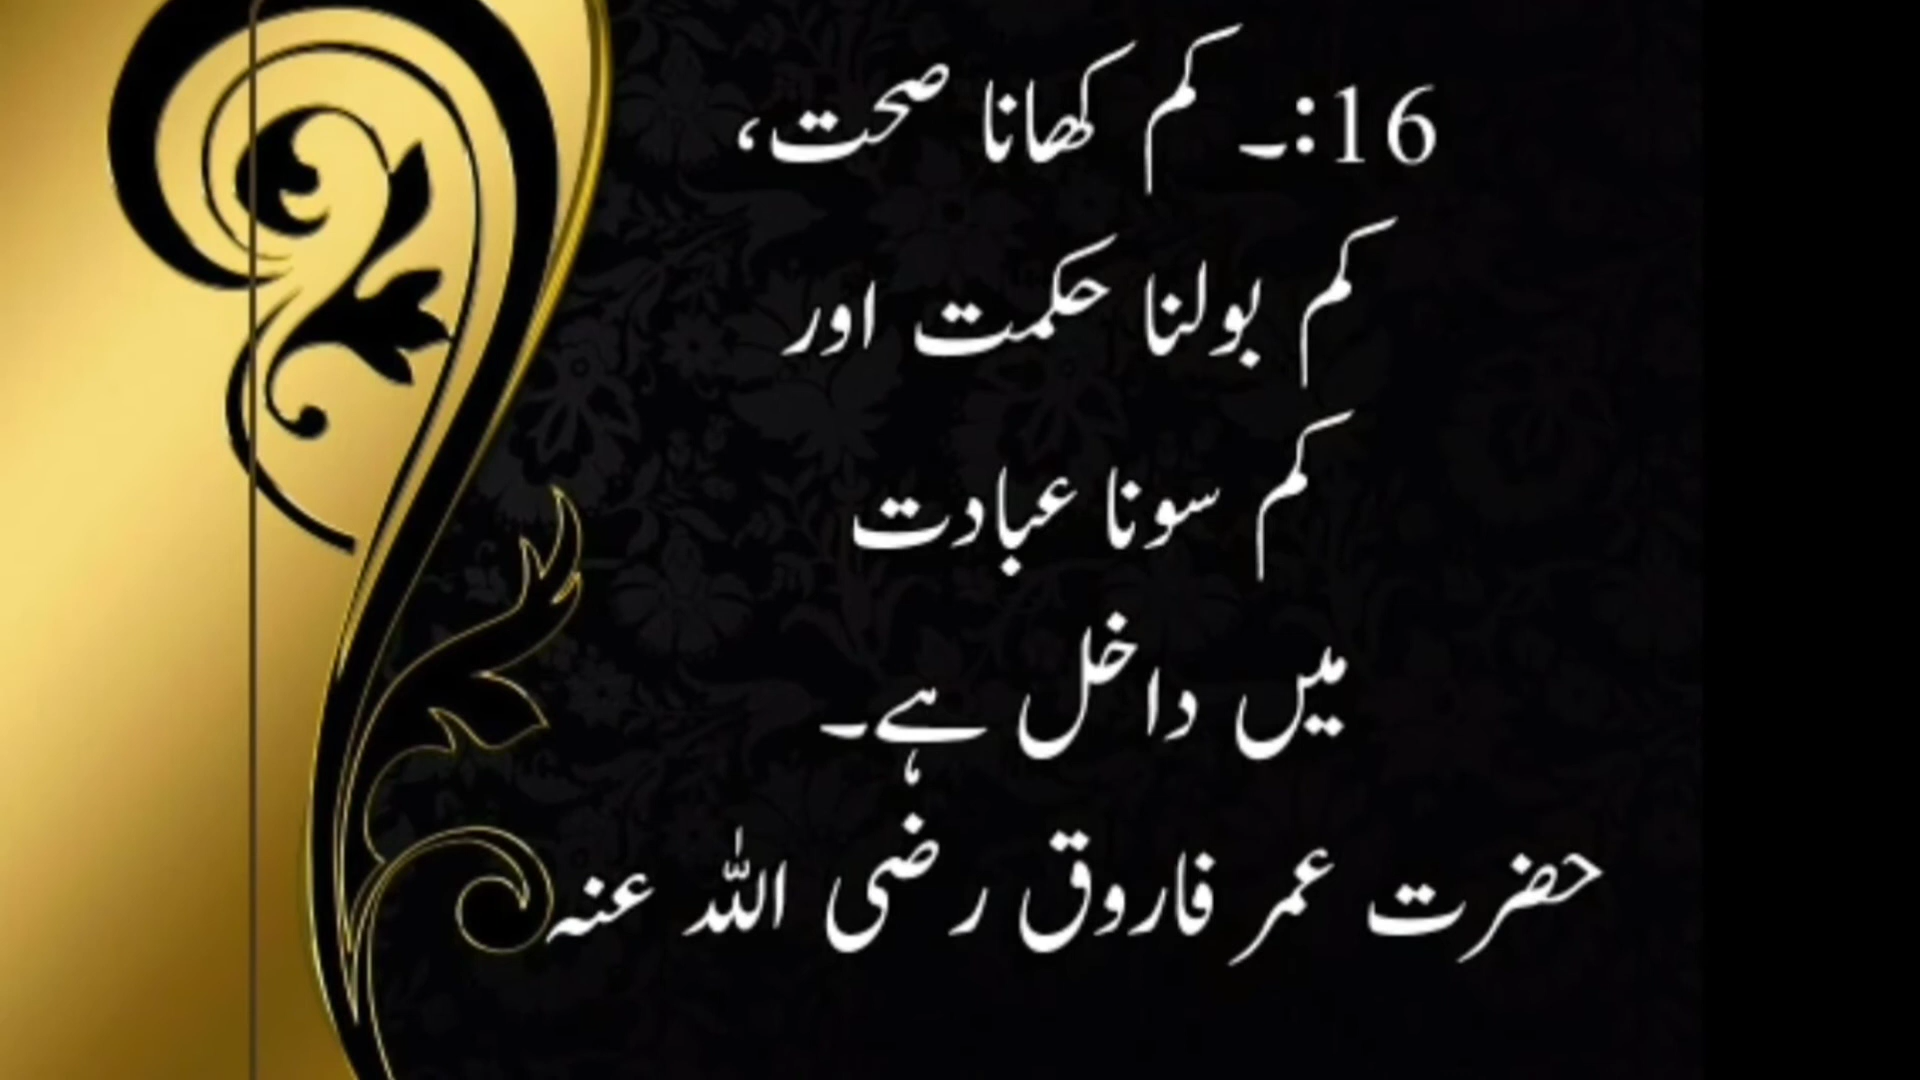 16:۔ کم کھانا صحت،
کم بولنا حکمت اور
کم سونا عبادت
میں داخل ہے۔
حضرت عمر فاروق رضی اللہ عنہ